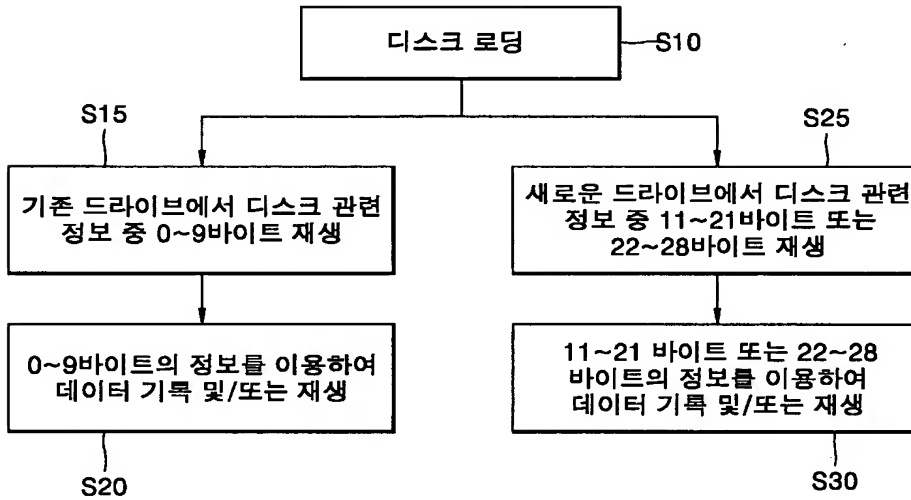 디스크 로딩
S10
S15
S25
기존 드라이브에서 디스크 관련
정보 중 0~9바이트 재생
새로운 드라이브에서 디스크 관련
정보 중 11~21바이트 또는
22~28바이트 재생
0~9바이트의 정보를 이용하여
데이터 기록 및/또는 재생
11~21 바이트 또는 22~28
바이트의 정보를 이용하여
데이터 기록 및/또는 재생
S20
S30